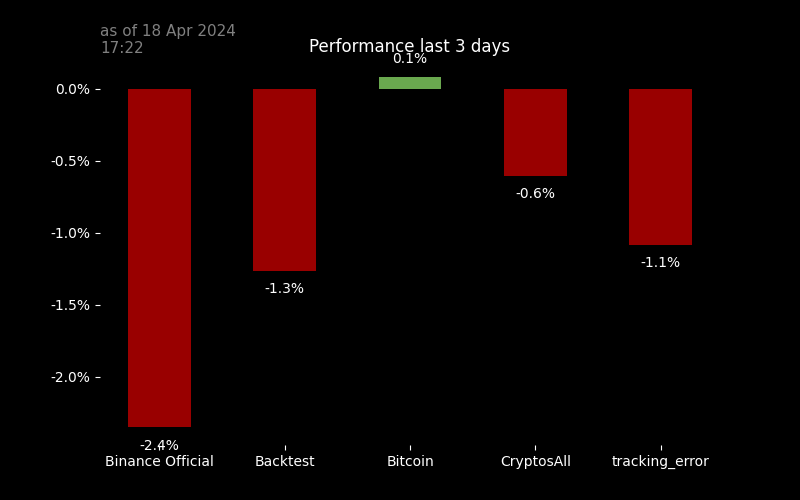 as of 18 Apr 2024
17:22
Performance last 3 days
0.1%
0.0%
-0.5%
-0.6%
-1.0%
-1.1%
-1.3%
-1.5%
-2.0%
-2.4%
Binance Official
Backtest
Bitcoin
CryptosAll
tracking_error